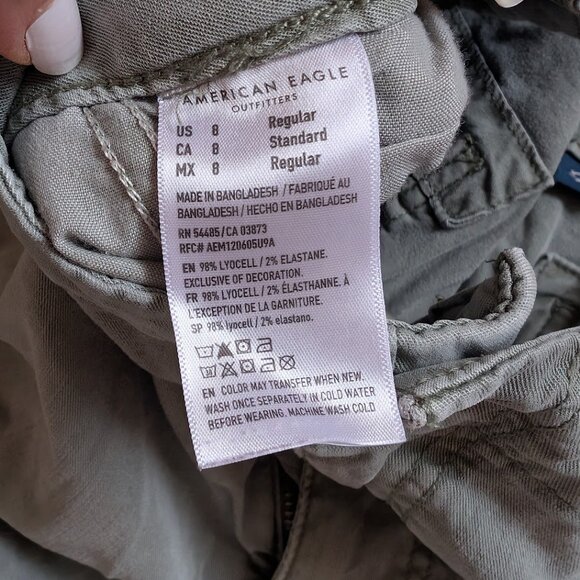 AMERICAN EAGLE
OUTFITTERS
US 8 Regular
CA 8 Standard
MX 8 Regular
MADE IN BANGLADESH / FABRIQUÉ AU
BANGLADESH / HECHO EN BANGLADESH
RN 54485/CA 03873
RFC# AEM120605U9A
EN 98% LYOCELL / 2% ELASTANE.
EXCLUSIVE OF DECORATION.
FR 98% LYOCELL / 2% ÉLASTHANNE. À
L'EXCEPTION DE LA GARNITURE.
SP 98% lyocell / 2% elastano.
EN COLOR MAY TRANSFER WHEN NEW.
WASH ONCE SEPARATELY IN COLD WATER
BEFORE WEARING. MACHINE WASH COLD